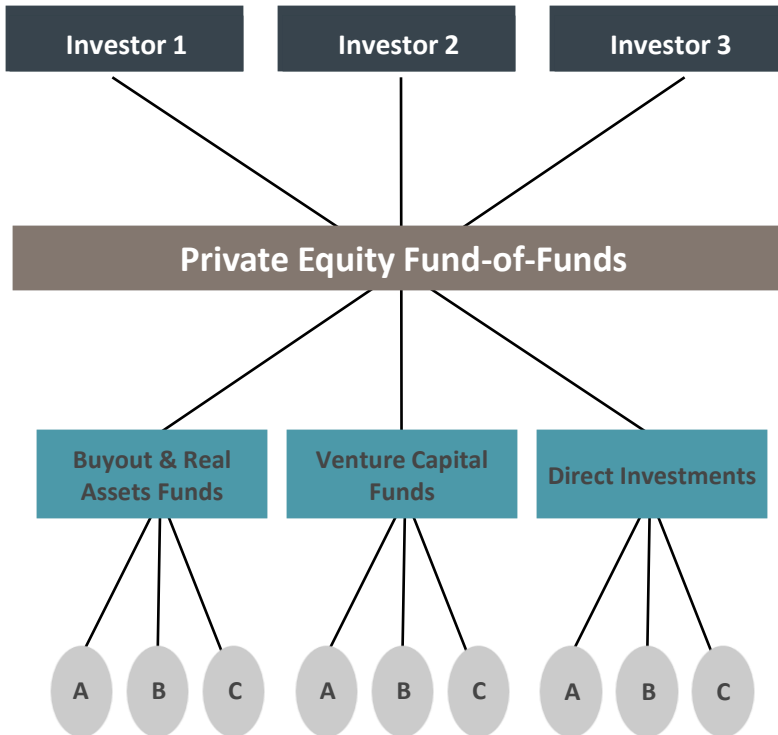 Investor 1
Investor 2
Investor 3
Private Equity Fund-of-Funds
Buyout & Real
Assets Funds
Venture Capital
Funds
Direct Investments
A
B
C
A
B
C
A
B
C